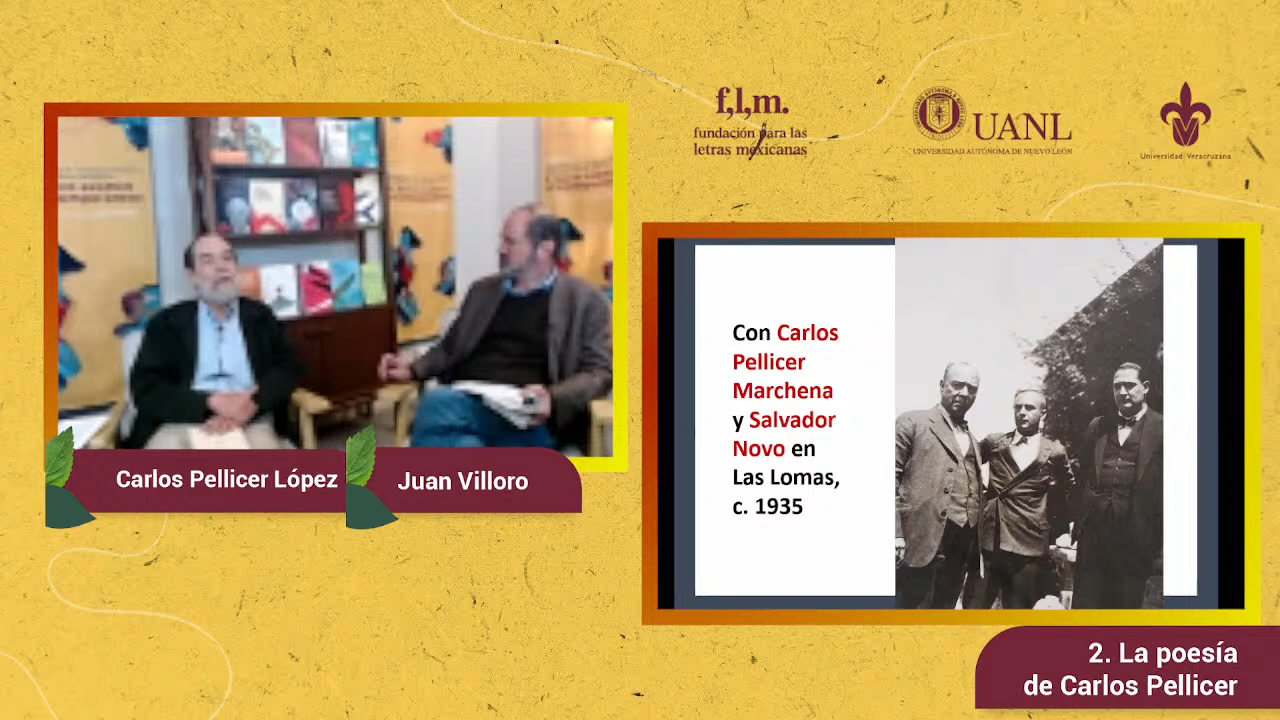 f,l,m.
fundación para las
letras mexicanas
UANL
UNIVERSIDAD AUTÓNOMA DE NUEVO LEÓN
Universidad Veracruzana
Carlos Pellicer López
Juan Villoro
Con Carlos
Pellicer
Marchena
y Salvador
Novo en
Las Lomas,
c. 1935
2. La poesía
de Carlos Pellicer